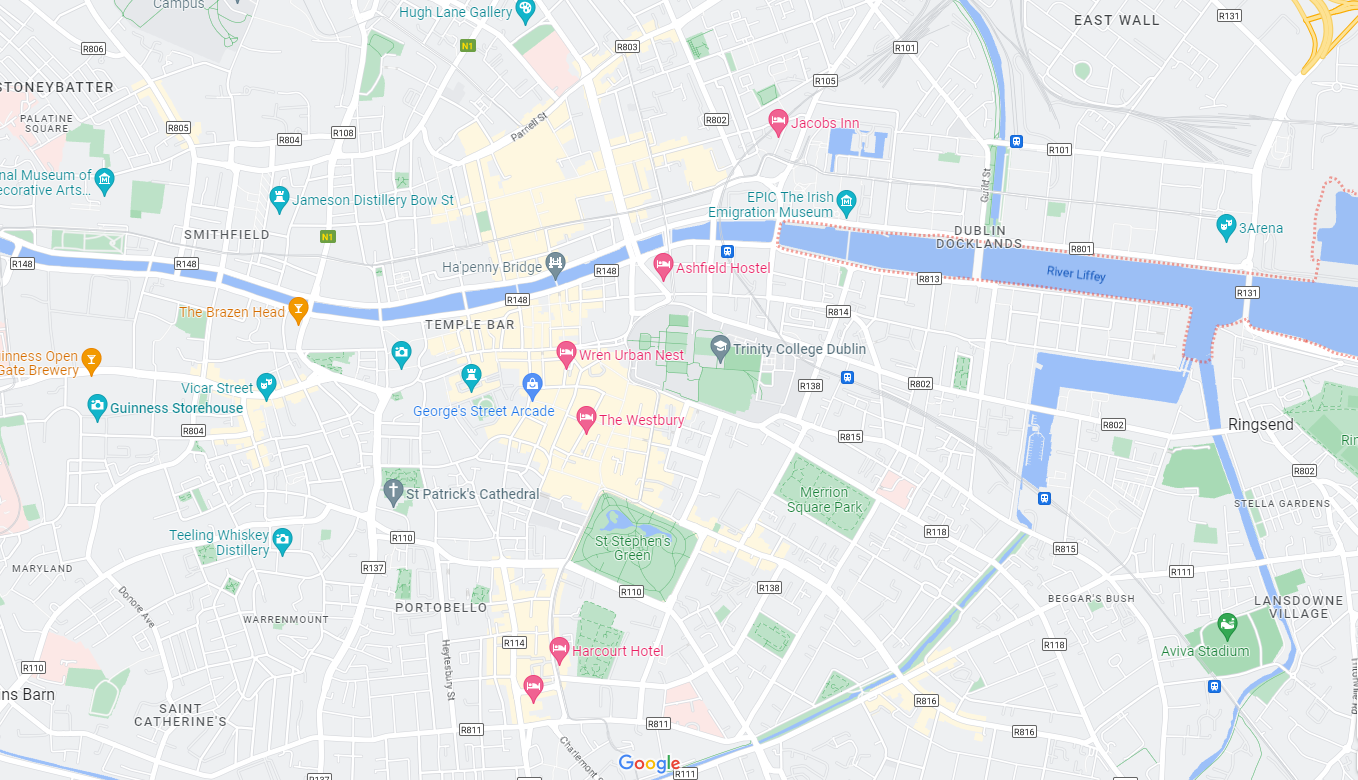 Campus
Hugh Lane Gallery
N1
R806
R803
R101
R131
EAST WALL
STONEYBATTER
PALATINE
SQUARE
R805
R804
R108
Parnell St
R802
R105
Jacobs Inn
R101
nal Museum of
ecorative Arts...
Jameson Distillery Bow St
SMITHFIELD
N1
EPIC The Irish
Emigration Museum
Guild St
DUBLIN
DOCKLANDS
R801
3Arena
R148
R148
Ha'penny Bridge
R148
Ashfield Hostel
R813
River Liffey
R131
The Brazen Head
R148
TEMPLE BAR
R814
inness Open
Gate Brewery
Wren Urban Nest
Trinity College Dublin
Vicar Street
Guinness Storehouse
George's Street Arcade
R138
R802
R804
The Westbury
R815
R802
Ringsend
Rin
R802
St Patrick's Cathedral
Merrion
Square Park
STELLA GARDENS
Teeling Whiskey
Distillery
R110
St Stephen's
Green
R118
R815
MARYLAND
R137
R110
R138
R111
Donore Ave
WARRENMOUNT
PORTOBELLO
BEGGAR'S BUSH
LANSDOWNE
VILLAGE
R114
Harcourt Hotel
R118
Aviva Stadium
R110
Heytesbury St
ins Barn
SAINT
CATHERINE'S
R816
R811
R811
R816
Google
R111
R137